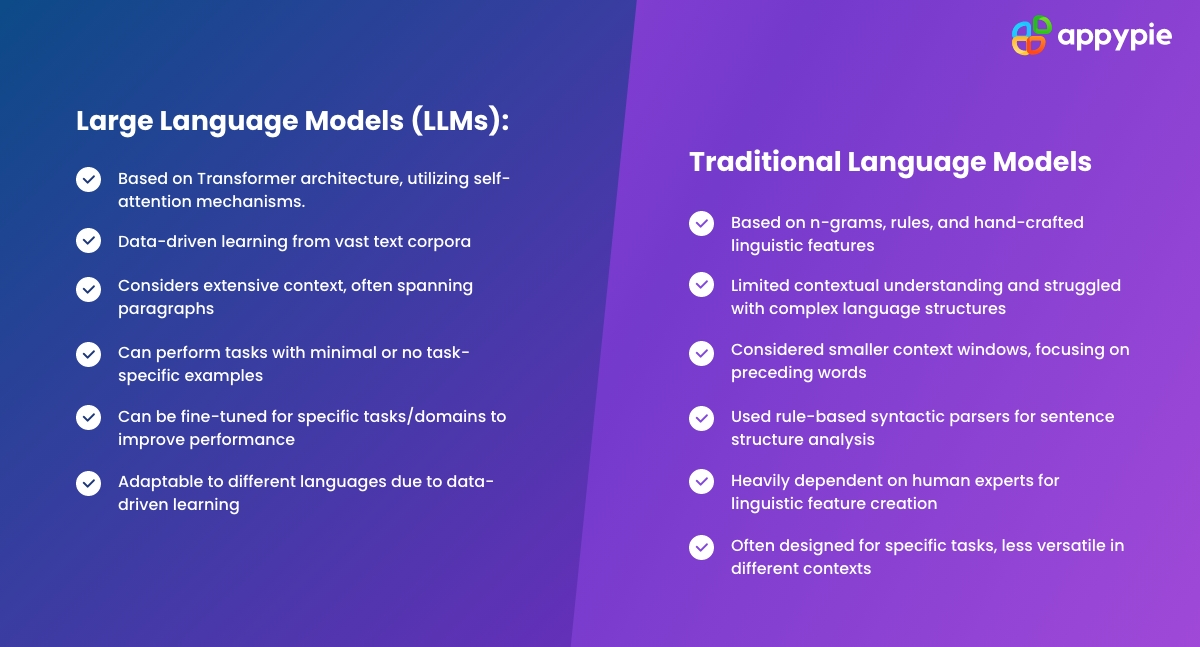 appypie
Large Language Models (LLMs):
Based on Transformer architecture, utilizing self-
attention mechanisms.
Data-driven learning from vast text corpora
Considers extensive context, often spanning
paragraphs
Can perform tasks with minimal or no task-
specific examples
Can be fine-tuned for specific tasks/domains to
improve performance
Adaptable to different languages due to data-
driven learning
Traditional Language Models
Based on n-grams, rules, and hand-crafted
linguistic features
Limited contextual understanding and struggled
with complex language structures
Considered smaller context windows, focusing on
preceding words
Used rule-based syntactic parsers for sentence
structure analysis
Heavily dependent on human experts for
linguistic feature creation
Often designed for specific tasks, less versatile in
different contexts